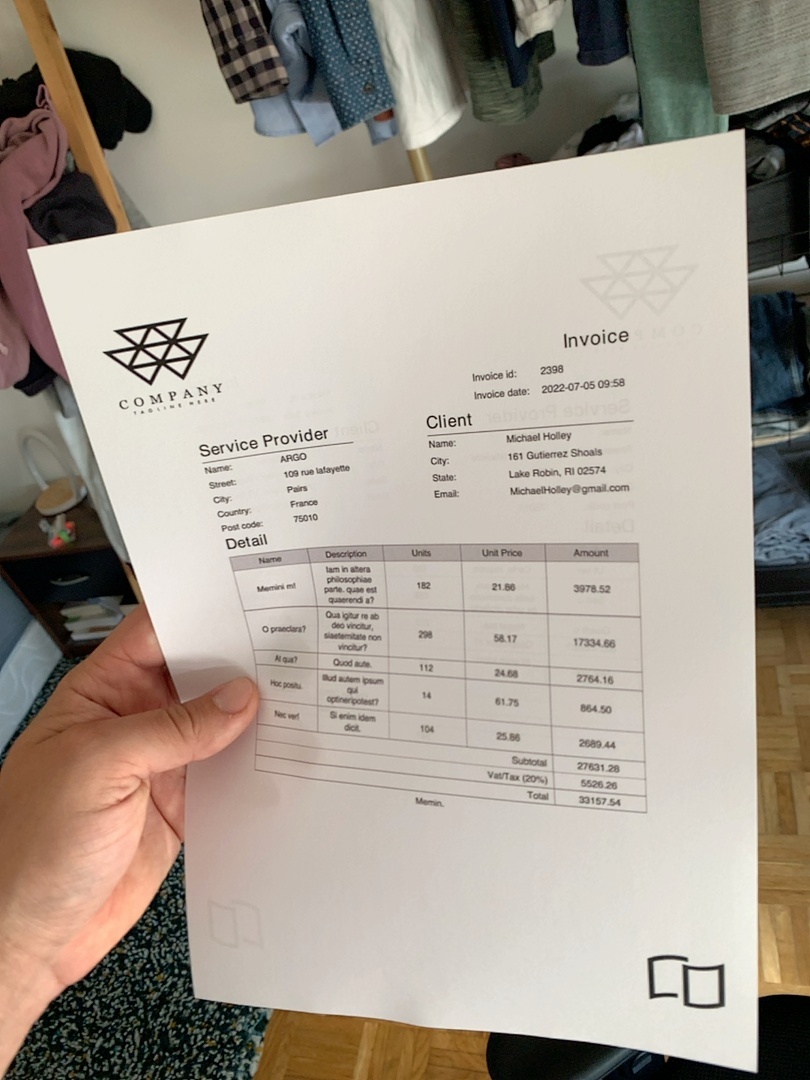 COMPANY
TAGLINE HERE
Invoice
Invoice id: 2398
Invoice date: 2022-07-05 09:58
Service Provider
Name: ARGO
Street: 109 rue lafayette
City: Pairs
Country: France
Post code: 75010
Client
Name: Michael Holley
City: 161 Gutierrez Shoals
State: Lake Robin, RI 02574
Email: MichaelHolley@gmail.com
Detail
Name Description Units Unit Price Amount
Memini m! Iam in altera philosophiae parte. quae est quaerendi a? 182 21.86 3978.52
O praeclara? Qua igitur re ab deo vincitur, siaeternitate non vincitur? 298 58.17 17334.66
At qua? Quod aute. 112 24.68 2764.16
Hoc positu. Illud autem ipsum qui optineripotest? 14 61.75 864.50
Nec ver! Si enim idem dicit. 104 25.86 2689.44
Subtotal 27631.28
Vat/Tax (20%) 5526.26
Total 33157.54
Memin.